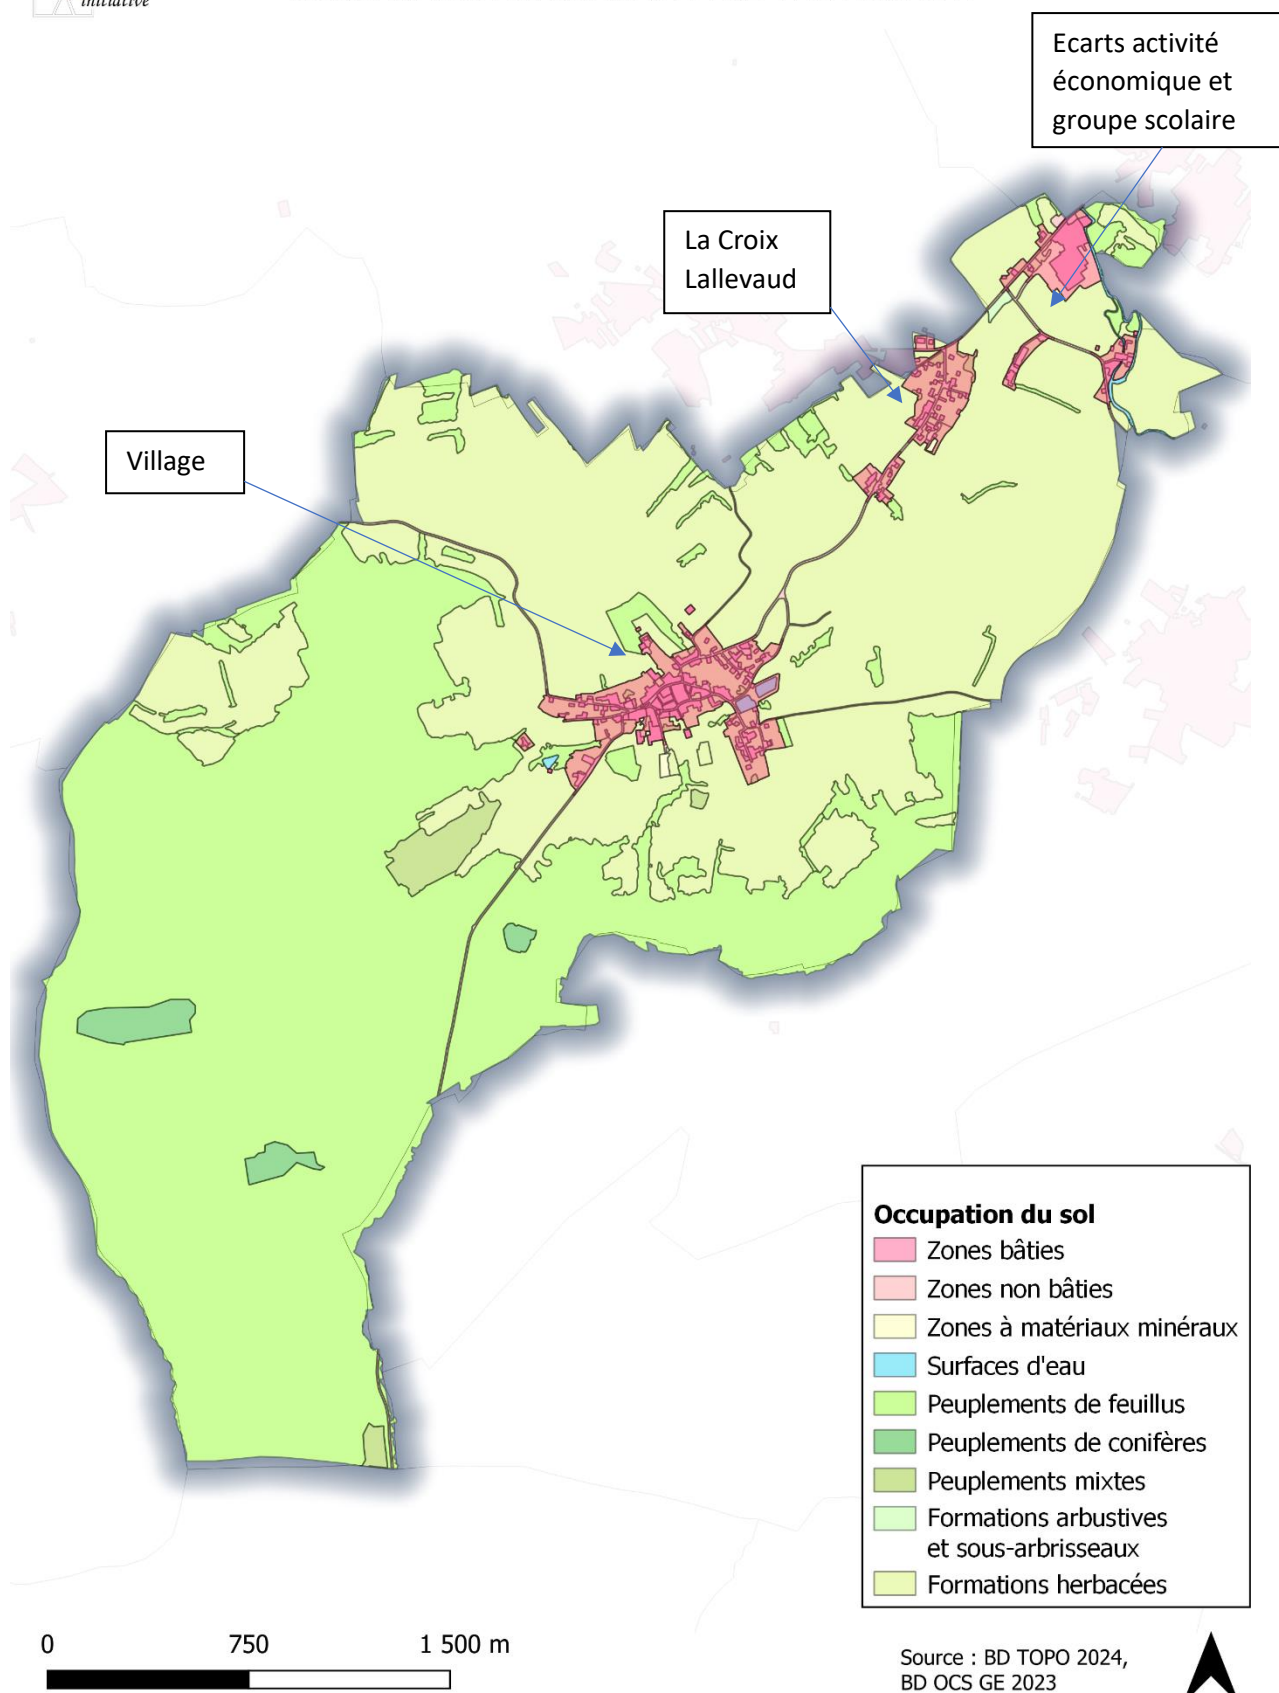 initiative
Ecarts activité
économique et
groupe scolaire
La Croix
Lallevaud
Village
Occupation du sol
Zones bâties
Zones non bâties
Zones à matériaux minéraux
Surfaces d'eau
Peuplements de feuillus
Peuplements de conifères
Peuplements mixtes
Formations arbustives
et sous-arbrisseaux
Formations herbacées
0 750 1 500 m
Source : BD TOPO 2024,
BD OCS GE 2023